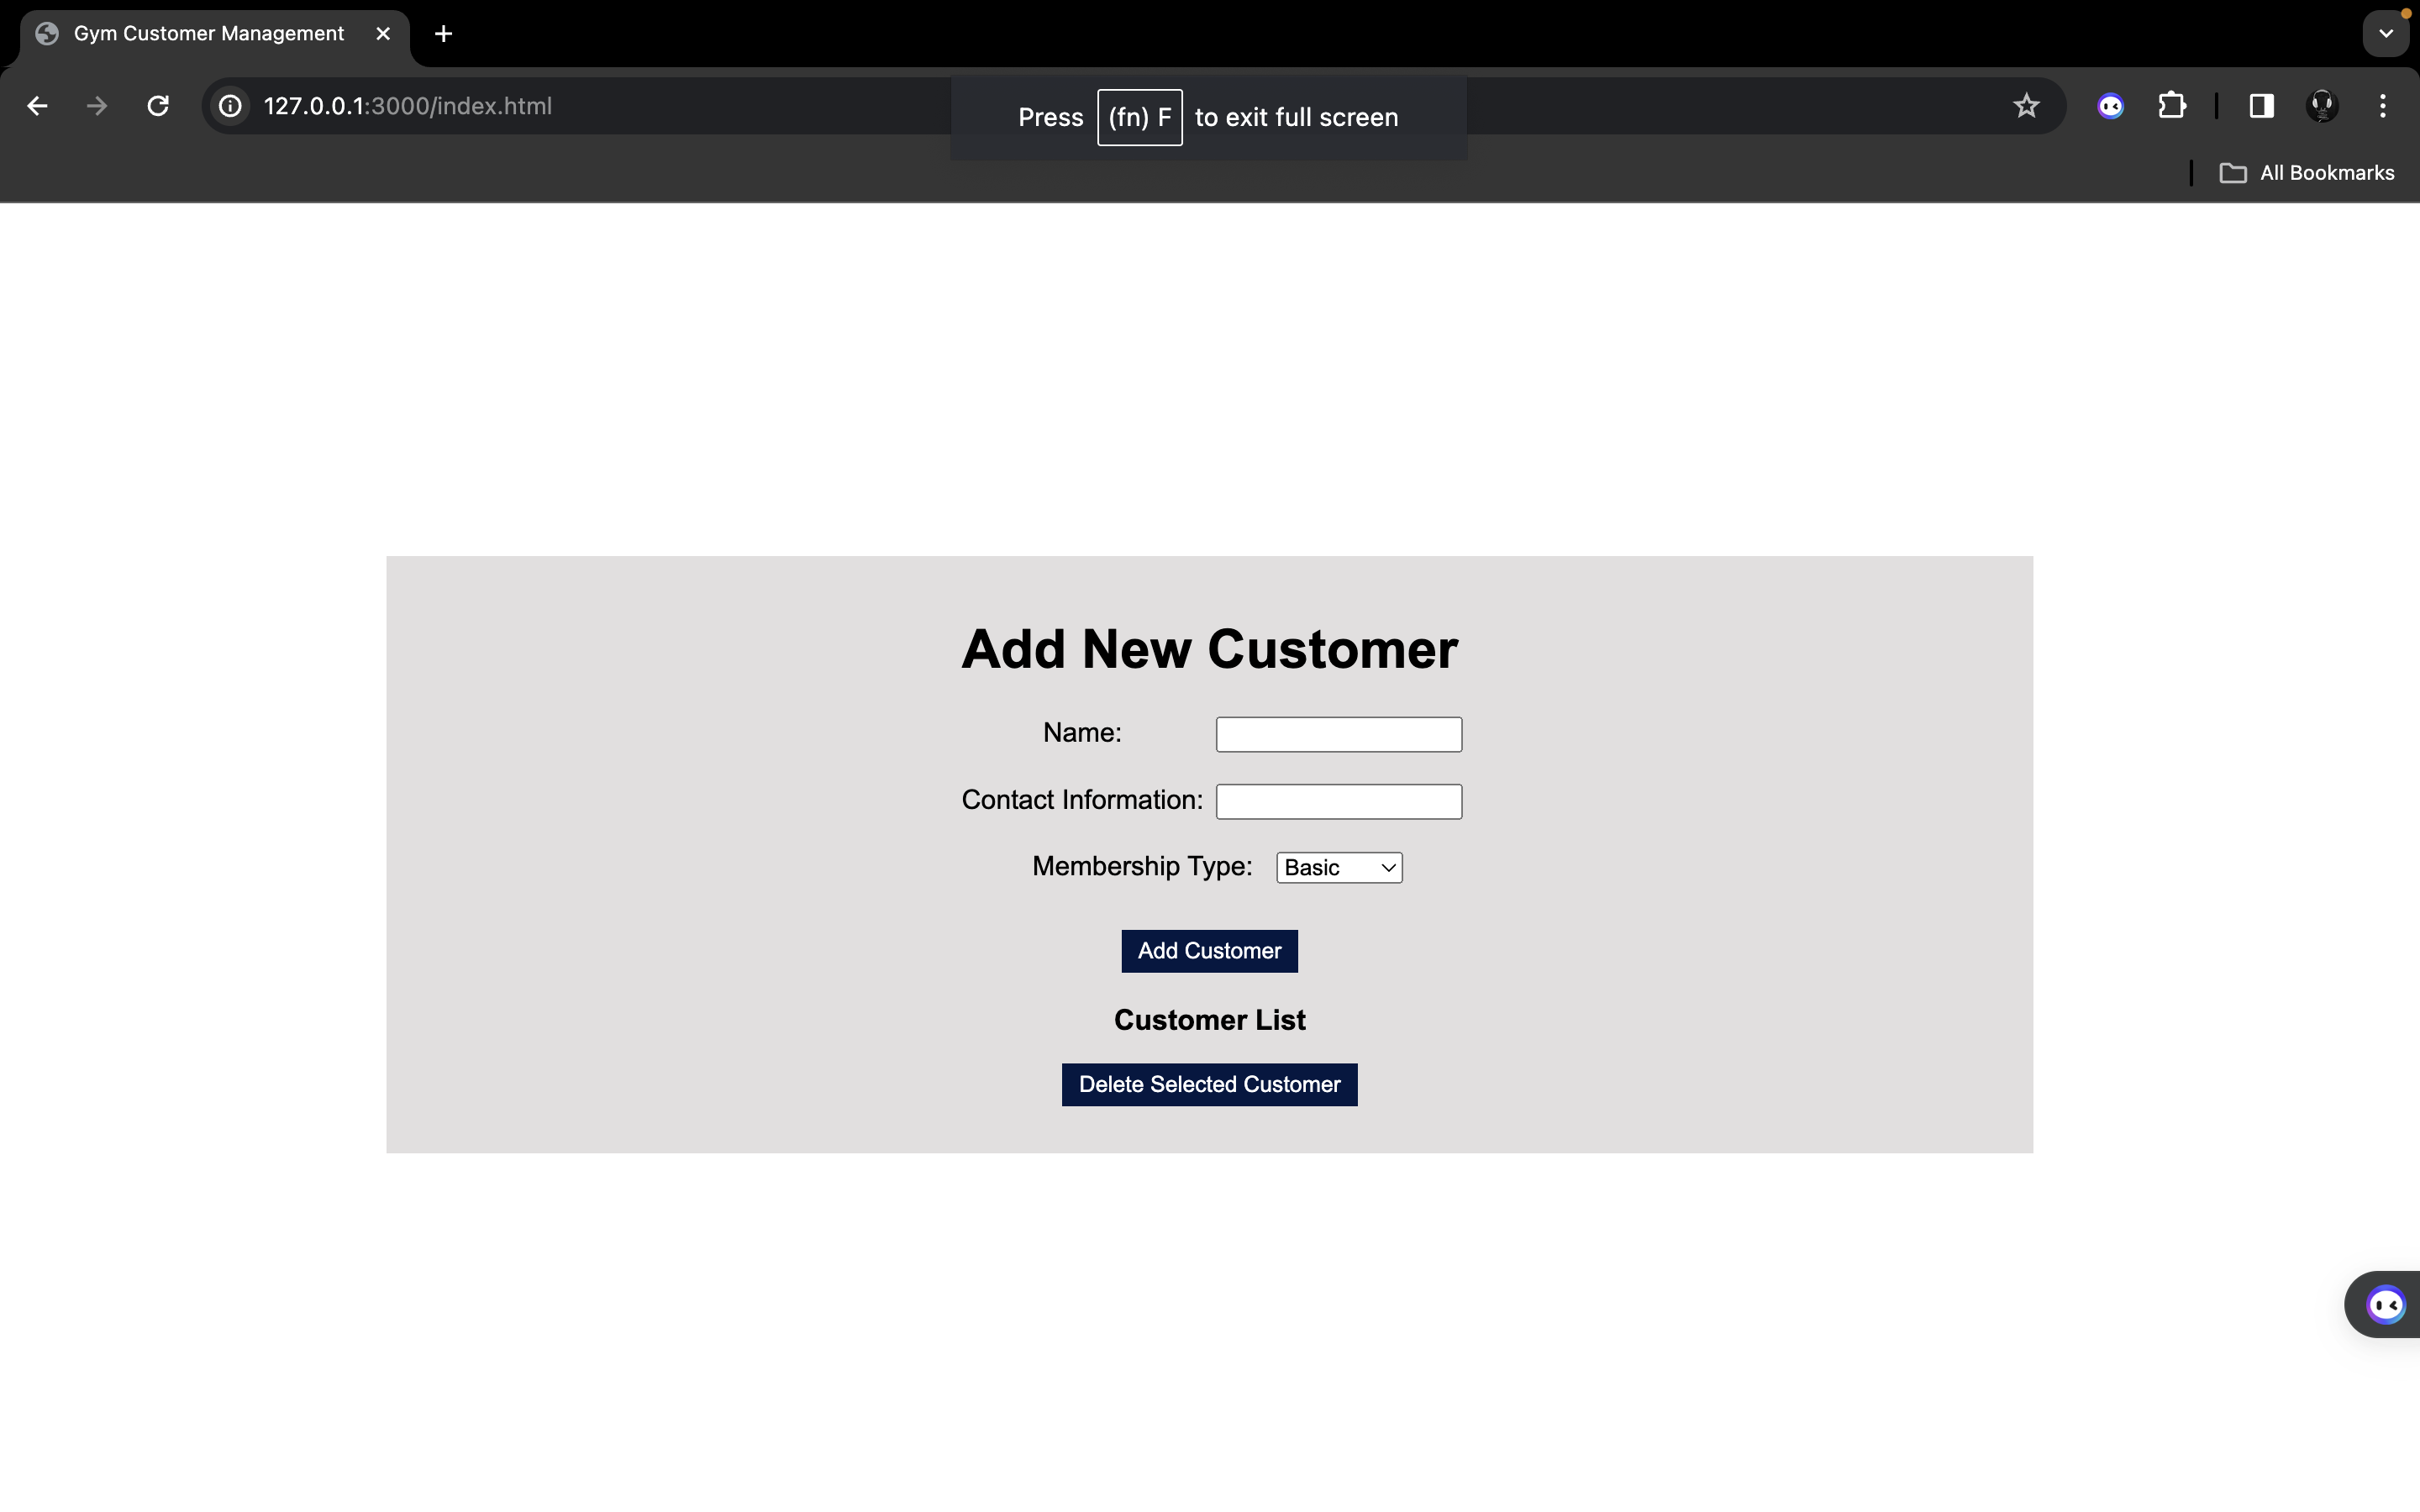 Gym Customer Management
127.0.0.1:3000/index.html
Press (fn) F to exit full screen
All Bookmarks
Add New Customer
Name:
Contact Information:
Membership Type: Basic
Add Customer
Customer List
Delete Selected Customer